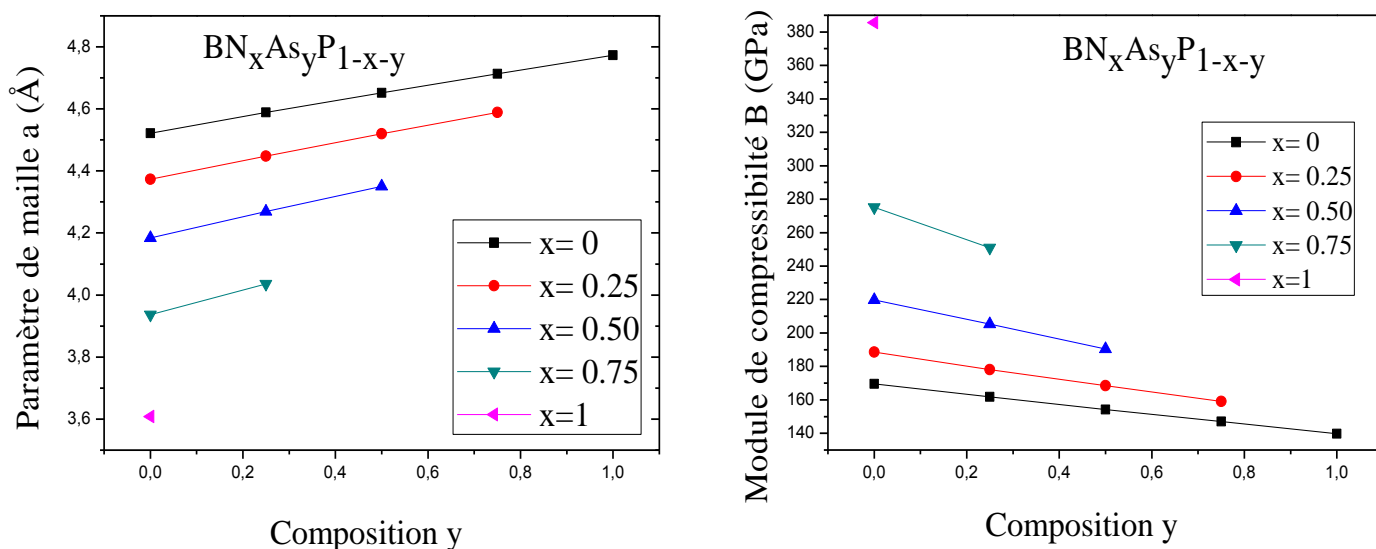 BNxAsyP1-x-y
Paramètre de maille a (Å)
4,8
4,6
4,4
4,2
4,0
3,8
3,6
0,0 0,2 0,4 0,6 0,8 1,0
Composition y
x= 0
x= 0.25
x= 0.50
x= 0.75
x=1
BNxAsyP1-x-y
Module de compressibilté B (GPa)
380
360
340
320
300
280
260
240
220
200
180
160
140
0,0 0,2 0,4 0,6 0,8 1,0
Composition y
x= 0
x= 0.25
x= 0.50
x= 0.75
x=1